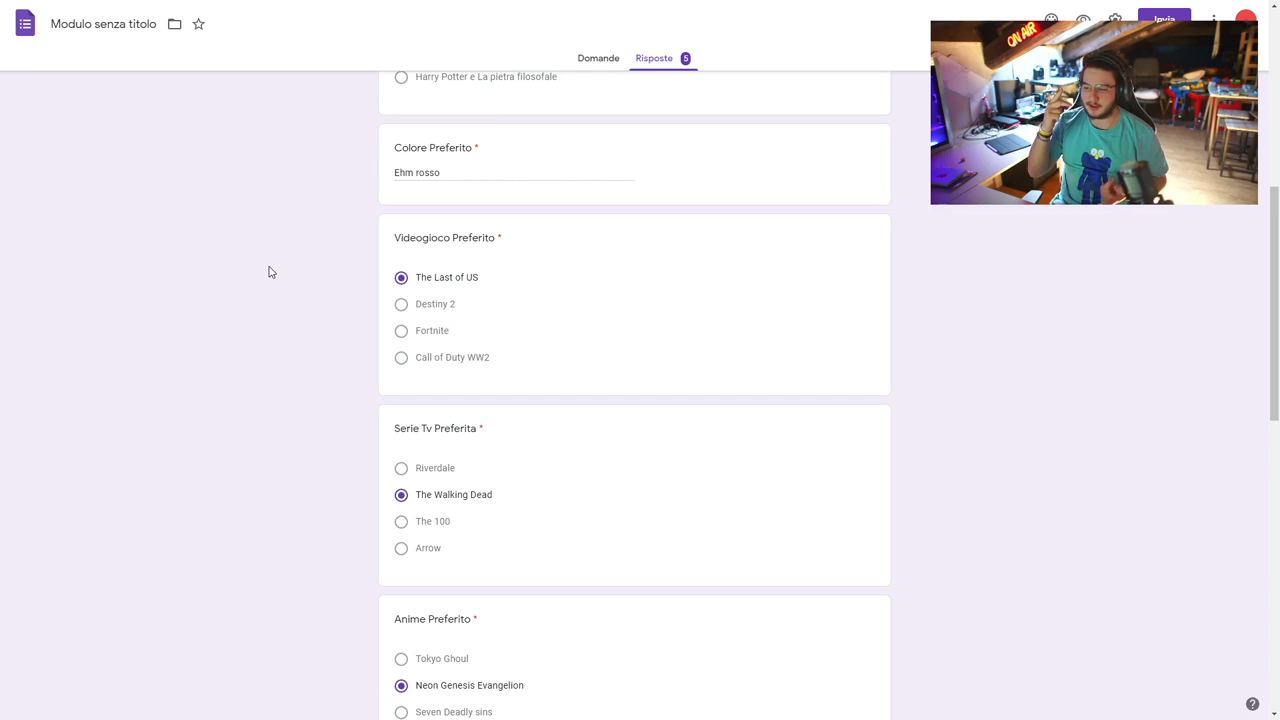 Modulo senza titolo
Invia
ON AIR
Domande
Risposte 5
Harry Potter e La pietra filosofale
Colore Preferito *
Ehm rosso
Videogioco Preferito *
The Last of US
Destiny 2
Fortnite
Call of Duty WW2
Serie Tv Preferita *
Riverdale
The Walking Dead
The 100
Arrow
Anime Preferito *
Tokyo Ghoul
Neon Genesis Evangelion
Seven Deadly sins